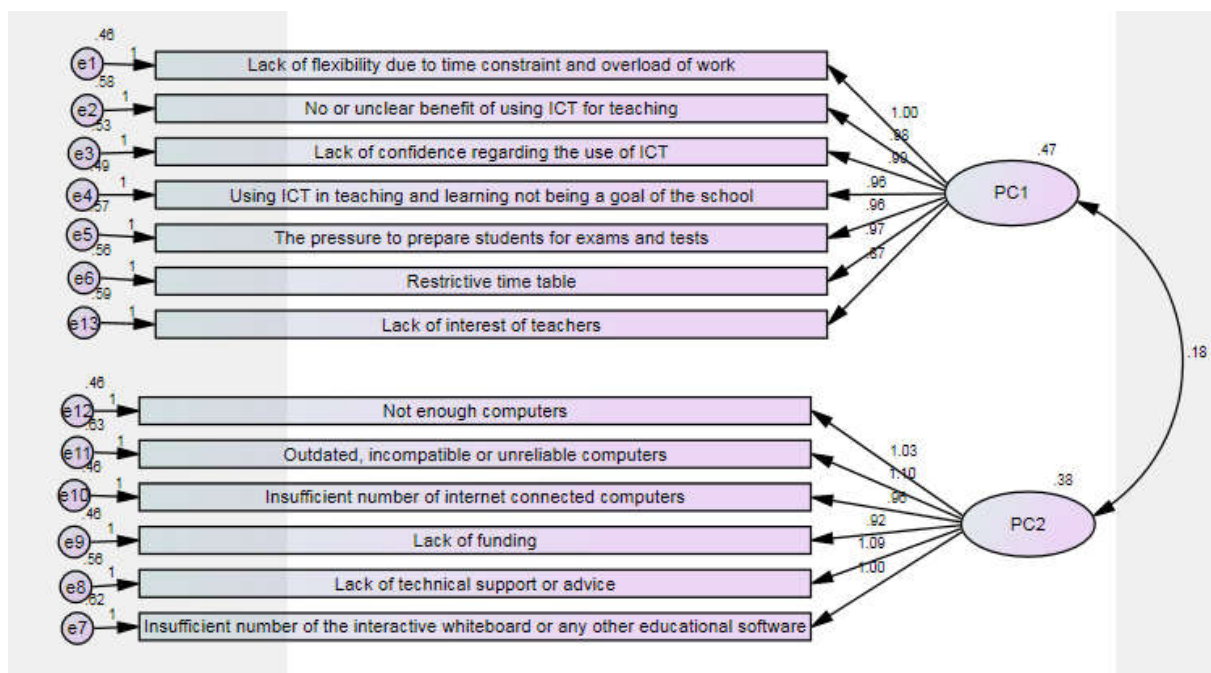 .46
e1 1 Lack of flexibility due to time constraint and overload of work
.58
e2 1 No or unclear benefit of using ICT for teaching
.53
e3 1 Lack of confidence regarding the use of ICT
.49
e4 1 Using ICT in teaching and learning not being a goal of the school
.57
e5 1 The pressure to prepare students for exams and tests
.56
e6 1 Restrictive time table
.59
e13 1 Lack of interest of teachers
1.00
.98
.99
.96
.96
.97
.87
.47
PC1
.18
.46
e12 1 Not enough computers
.63
e11 1 Outdated, incompatible or unreliable computers
.46
e10 1 Insufficient number of internet connected computers
.46
e9 1 Lack of funding
.56
e8 1 Lack of technical support or advice
.62
e7 1 Insufficient number of the interactive whiteboard or any other educational software
1.03
1.10
.96
.92
1.09
1.00
.38
PC2